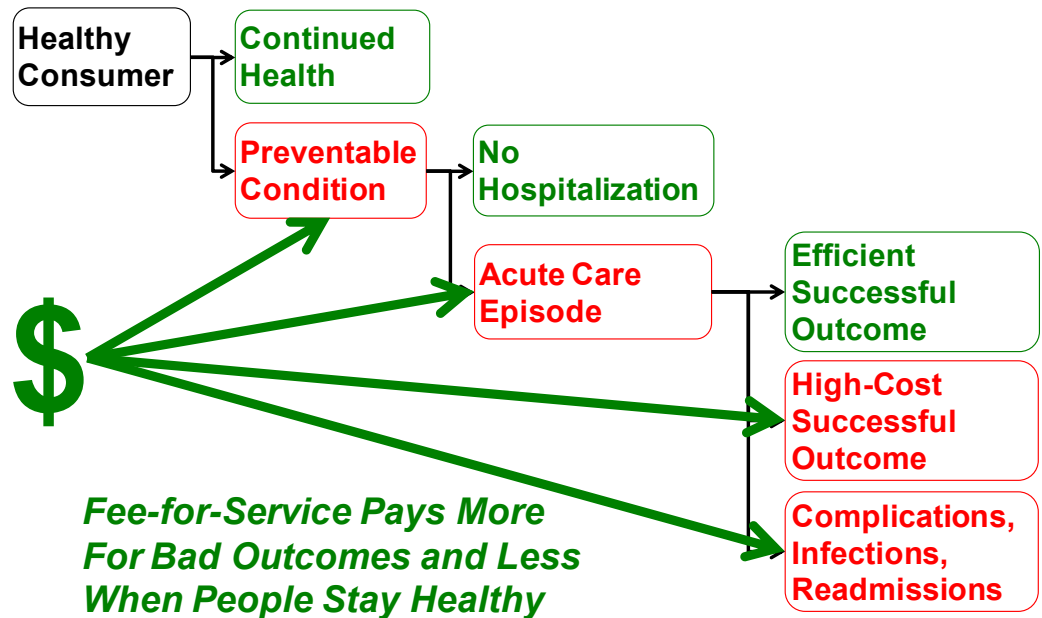 Healthy
Consumer
Continued
Health
Preventable
Condition
No
Hospitalization
Acute Care
Episode
Efficient
Successful
Outcome
$
High-Cost
Successful
Outcome
Complications,
Infections,
Readmissions
Fee-for-Service Pays More
For Bad Outcomes and Less
When People Stay Healthy